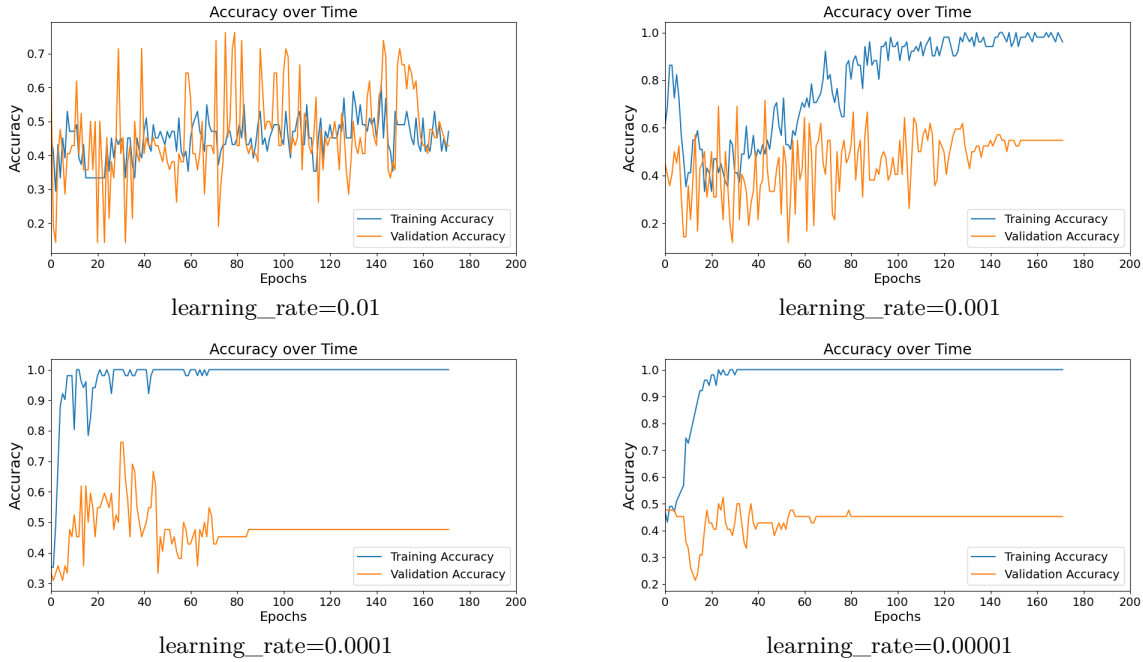 Accuracy over Time
Accuracy
0.7
0.6
0.5
0.4
0.3
0.2
0 20 40 60 80 100 120 140 160 180 200
Epochs
Training Accuracy
Validation Accuracy
learning_rate=0.01
Accuracy over Time
Accuracy
1.0
0.8
0.6
0.4
0.2
0 20 40 60 80 100 120 140 160 180 200
Epochs
Training Accuracy
Validation Accuracy
learning_rate=0.001
Accuracy over Time
Accuracy
1.0
0.9
0.8
0.7
0.6
0.5
0.4
0.3
0 20 40 60 80 100 120 140 160 180 200
Epochs
Training Accuracy
Validation Accuracy
learning_rate=0.0001
Accuracy over Time
Accuracy
1.0
0.9
0.8
0.7
0.6
0.5
0.4
0.3
0.2
0 20 40 60 80 100 120 140 160 180 200
Epochs
Training Accuracy
Validation Accuracy
learning_rate=0.00001